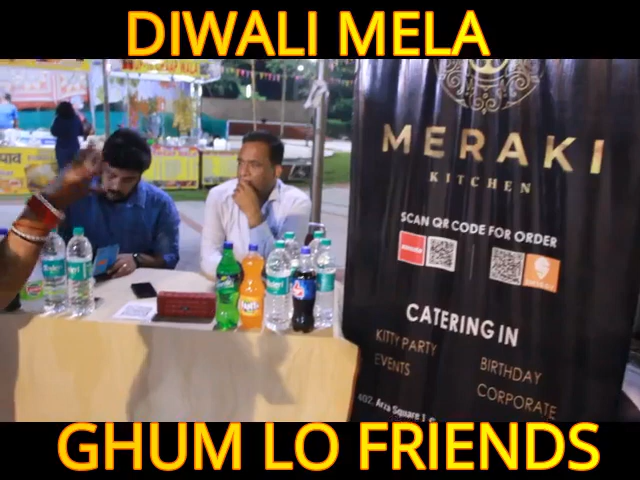 DIWALI MELA
MERAKI
KITCHEN
SCAN QR CODE FOR ORDER
zomato
CATERING IN
KITTY PARTY
EVENTS
BIRTHDAY
CORPORATE
GHUM LO FRIENDS